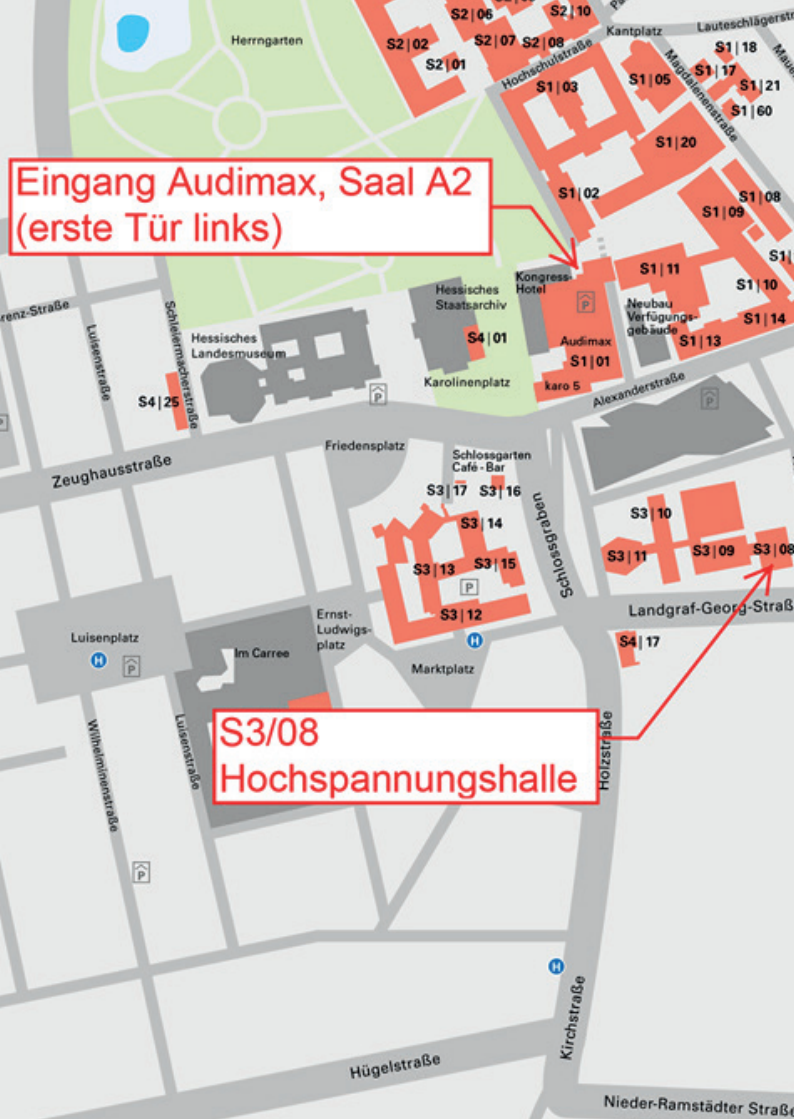 S2|06
S2|10
Kantplatz
Lauteschlägerstr
S2|02
S2|07
S2|08
Herrngarten
S2|01
Hochschulstraße
S1|18
S1|03
S1|05
S1|17
S1|21
S1|60
Magdalenenstraße
S1|20
Eingang Audimax, Saal A2
(erste Tür links)
S1|02
S1|08
S1|09
S1|
Kongress-
Hotel
S1|11
S1|10
Hessisches
Staatsarchiv
P
Neubau
Verfügungs-
gebäude
S1|14
renz-Straße
Luisenstraße
Schleiermacherstraße
Hessisches
Landesmuseum
S4|01
Audimax
S1|13
S1|01
Karolinenplatz
karo 5
Alexanderstraße
P
P
S4|25
P
Friedensplatz
Schlossgarten
Café-Bar
Zeughausstraße
S3|17
S3|16
S3|14
S3|10
Schlossgraben
S3|13
S3|15
S3|11
S3|09
S3|08
P
S3|12
Landgraf-Georg-Straß
Ernst-
Ludwigs-
platz
Luisenplatz
H
P
Im Carree
H
Marktplatz
S4|17
S3/08
Hochspannungshalle
Wilhelminenstraße
Luisenstraße
Holzstraße
P
H
Kirchstraße
Hügelstraße
Nieder-Ramstädter Straße